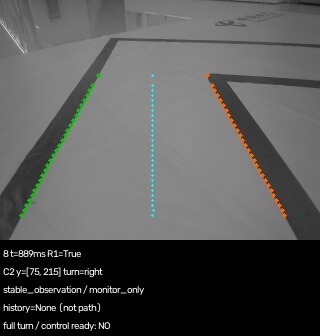 8 t=889ms R1=True
C2 y=[75, 215] turn=right
stable_observation / monitor_only
history=None (not path)
full turn / control ready: NO